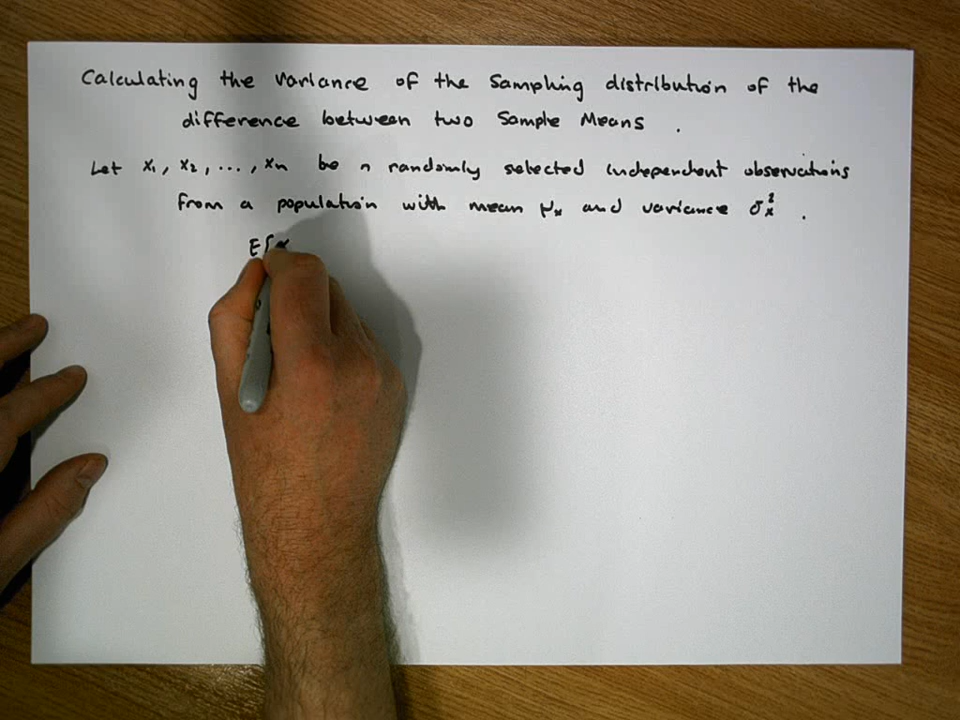 Calculating the variance of the sampling distribution of the
difference between two sample means .
Let x₁, x₂, ..., xn be n randomly selected independent observations
from a population with mean μₓ and variance σₓ² .
E[x